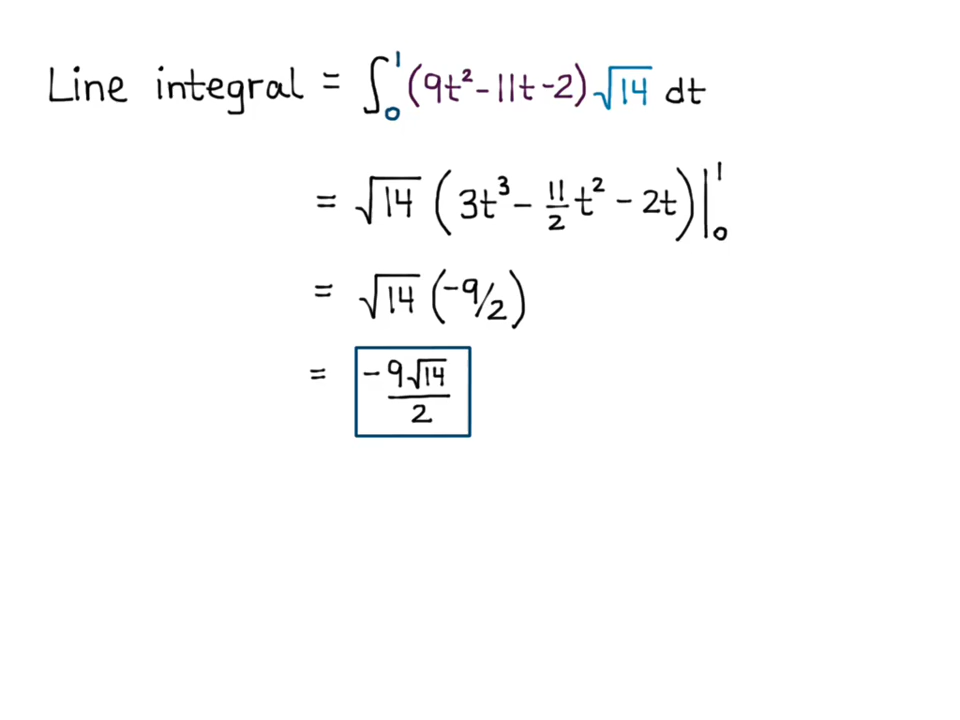 Line integral = ∫₀¹ (9t² - 11t - 2) √14 dt
= √14 (3t³ - 11/2 t² - 2t) |₀¹
= √14 (-9/2)
= -9√14/2